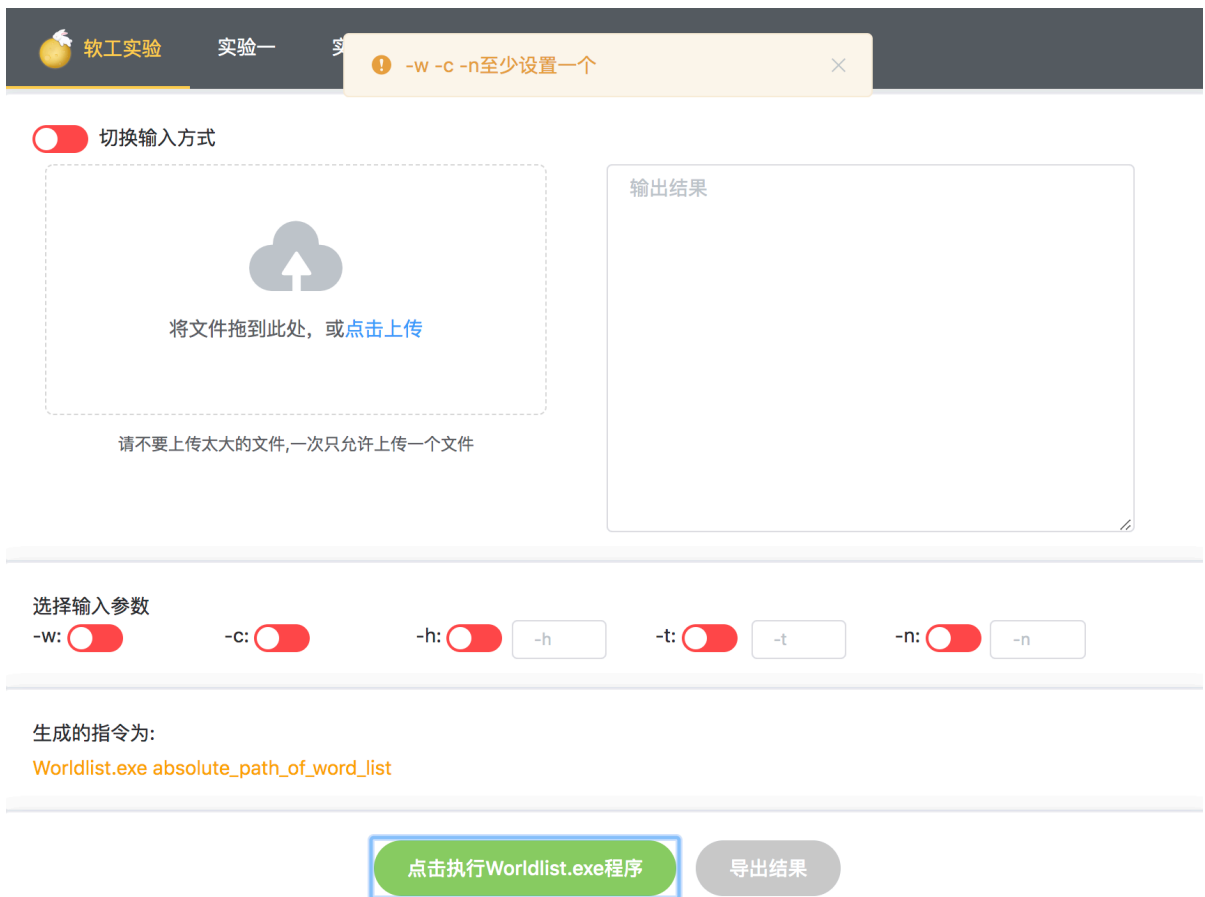 软工实验 实验一
-w -c -n至少设置一个
切换输入方式
输出结果
将文件拖到此处，或点击上传
请不要上传太大的文件,一次只允许上传一个文件
选择输入参数
-w: -c: -h: -h -t: -t -n: -n
生成的指令为:
Worldlist.exe absolute_path_of_word_list
点击执行Worldlist.exe程序 导出结果